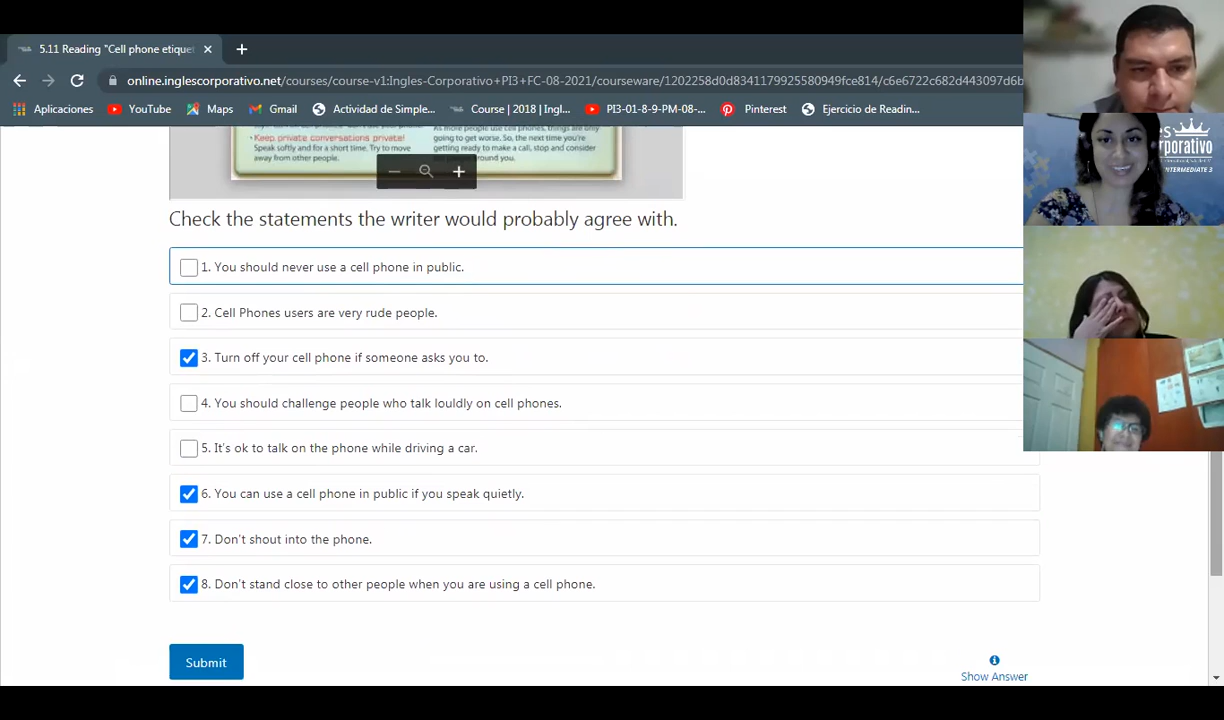 5.11 Reading "Cell phone etique
online.inglescorporativo.net/courses/course-v1:Ingles-Corporativo+PI3+FC-08-2021/courseware/1202258d0d8341179925580949fce814/c6e6722c682d443097d6b
Aplicaciones YouTube Maps Gmail Actividad de Simple... Course | 2018 | Ingl... PI3-01-8-9-PM-08-... Pinterest Ejercicio de Readin...
• Keep private conversations private!
Speak softly and for a short time. Try to move
away from other people.
As more people use cell phones, things are only
going to get worse. So, the next time you're
getting ready to make a call, stop and consider
around you.
Check the statements the writer would probably agree with.
1. You should never use a cell phone in public.
2. Cell Phones users are very rude people.
3. Turn off your cell phone if someone asks you to.
4. You should challenge people who talk louldly on cell phones.
5. It's ok to talk on the phone while driving a car.
6. You can use a cell phone in public if you speak quietly.
7. Don't shout into the phone.
8. Don't stand close to other people when you are using a cell phone.
Submit
Show Answer
orporativo
NTERMEDIATE 3